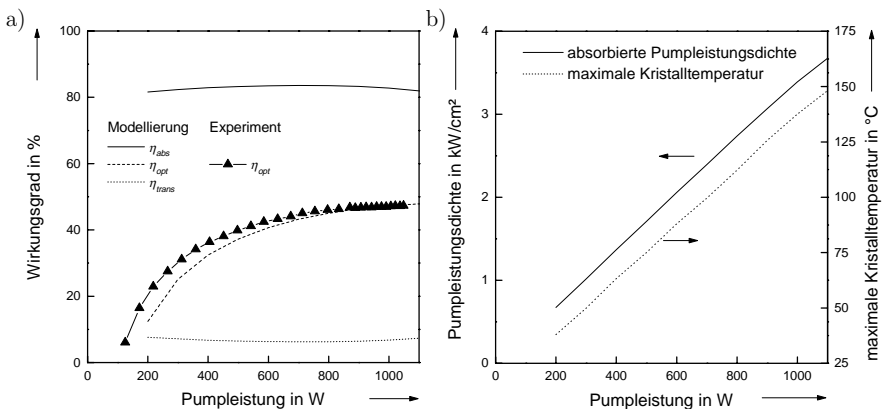 a)
100
80
60
40
20
0
Wirkungsgrad in %
Modellierung Experiment
η_abs
η_opt η_opt
η_trans
0 200 400 600 800 1000
Pumpleistung in W
b)
4
3
2
1
0
Pumpleistungsdichte in kW/cm²
absorbierte Pumpleistungsdichte
maximale Kristalltemperatur
175
150
125
100
75
50
25
maximale Kristalltemperatur in °C
0 200 400 600 800 1000
Pumpleistung in W